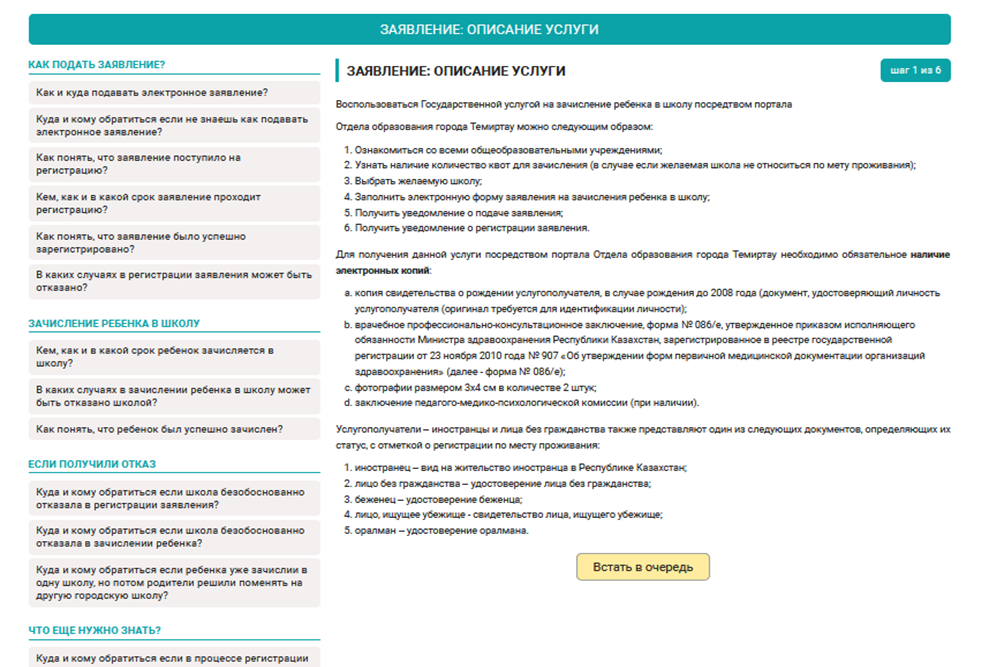 ЗАЯВЛЕНИЕ: ОПИСАНИЕ УСЛУГИ
КАК ПОДАТЬ ЗАЯВЛЕНИЕ?
Как и куда подавать электронное заявление?
Куда и кому обратиться если не знаешь как подавать
электронное заявление?
Как понять, что заявление поступило на
регистрацию?
Кем, как и в какой срок заявление проходит
регистрацию?
Как понять, что заявление было успешно
зарегистрировано?
В каких случаях в регистрации заявления может быть
отказано?
ЗАЧИСЛЕНИЕ РЕБЕНКА В ШКОЛУ
Кем, как и в какой срок ребенок зачисляется в
школу?
В каких случаях в зачислении ребенка в школу может
быть отказано школой?
Как понять, что ребенок был успешно зачислен?
ЕСЛИ ПОЛУЧИЛИ ОТКАЗ
Куда и кому обратиться если школа безобоснованно
отказала в регистрации заявления?
Куда и кому обратиться если школа безобоснованно
отказала в зачислении ребенка?
Куда и кому обратиться если ребенка уже зачислии в
одну школу, но потом родители решили поменять на
другую городскую школу?
ЧТО ЕЩЕ НУЖНО ЗНАТЬ?
Куда и кому обратиться если в процессе регистрации
ЗАЯВЛЕНИЕ: ОПИСАНИЕ УСЛУГИ
шаг 1 из 6
Воспользоваться Государственной услугой на зачисление ребенка в школу посредтвом портала
Отдела образования города Темиртау можно следующим образом:
1. Ознакомиться со всеми общеобразовательными учреждениями;
2. Узнать наличие количество квот для зачисления (в случае если желаемая школа не относиться по мету проживания);
3. Выбрать желаемую школу;
4. Заполнить электронную форму заявления на зачисления ребенка в школу;
5. Получить уведомление о подаче заявления;
6. Получить уведомление о регистрации заявления.
Для получения данной услуги посредством портала Отдела образования города Темиртау необходимо обязательное наличие
электронных копий:
a. копия свидетельства о рождении услугополучателя, в случае рождения до 2008 года (документ, удостоверяющий личность
услугополучателя (оригинал требуется для идентификации личности);
b. врачебное профессионально-консультационное заключение, форма № 086/е, утвержденное приказом исполняющего
обязанности Министра здравоохранения Республики Казахстан, зарегистрированное в реестре государственной
регистрации от 23 ноября 2010 года № 907 «Об утверждении форм первичной медицинской документации организаций
здравоохранения» (далее - форма № 086/е);
c. фотографии размером 3х4 см в количестве 2 штук;
d. заключение педагого-медико-психологической комиссии (при наличии).
Услугополучатели – иностранцы и лица без гражданства также представляют один из следующих документов, определяющих их
статус, с отметкой о регистрации по месту проживания:
1. иностранец – вид на жительство иностранца в Республике Казахстан;
2. лицо без гражданства – удостоверение лица без гражданства;
3. беженец – удостоверение беженца;
4. лицо, ищущее убежище - свидетельство лица, ищущего убежище;
5. оралман – удостоверение оралмана.
Встать в очередь